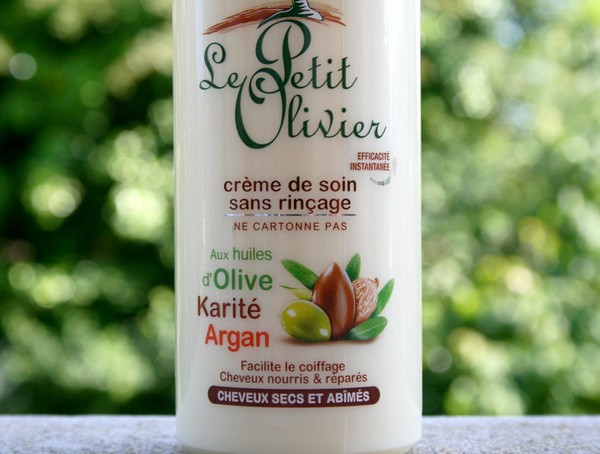 Le Petit
Olivier
EFFICACITÉ
INSTANTANÉE
crème de soin
sans rinçage
NE CARTONNE PAS
Aux huiles
d'Olive
Karité
Argan
Facilite le coiffage
Cheveux nourris & réparés
CHEVEUX SECS ET ABÎMÉS